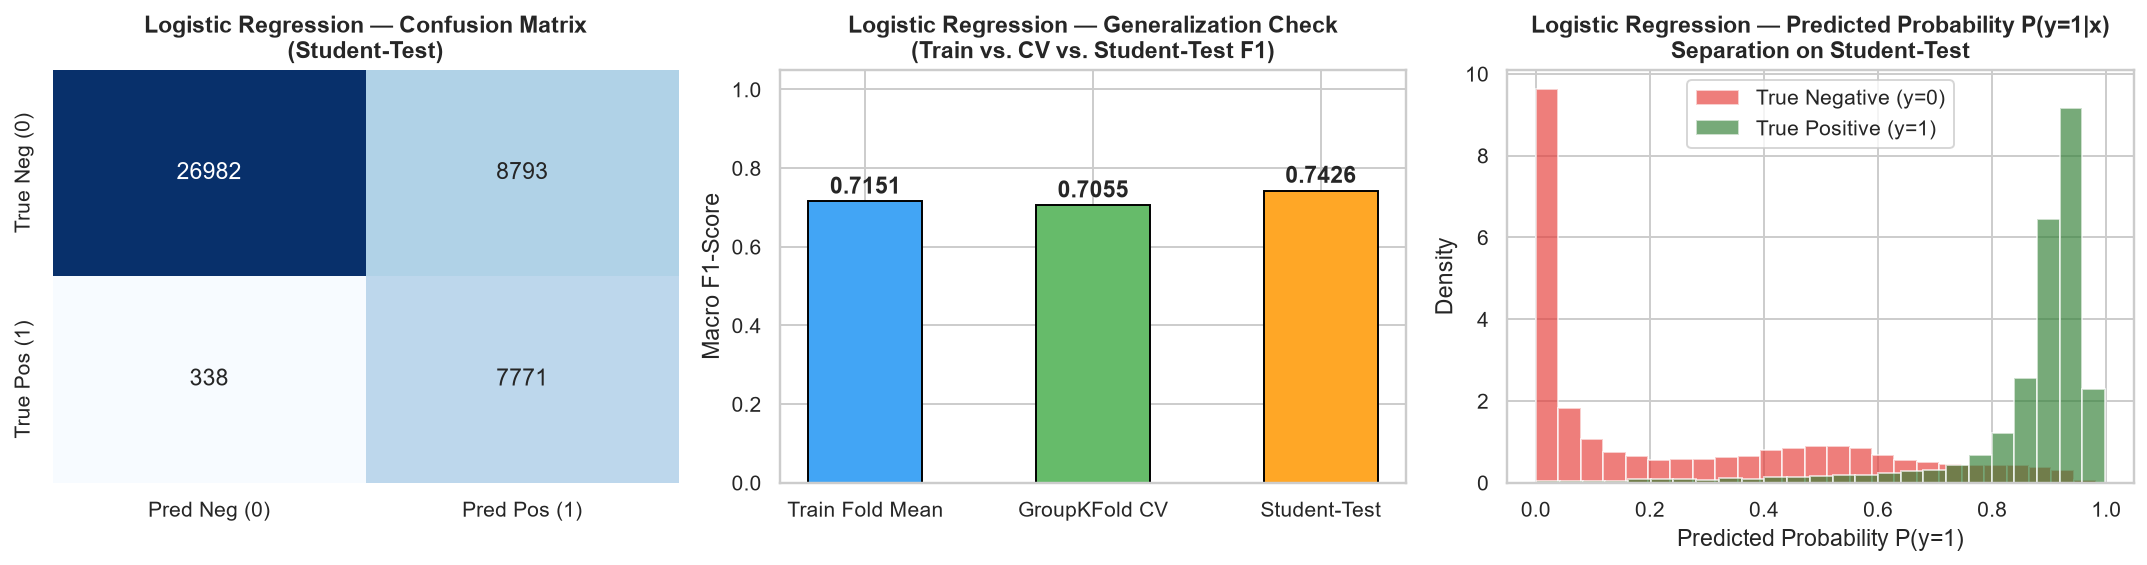 Logistic Regression — Confusion Matrix
(Student-Test)
True Neg (0)
True Pos (1)
26982
8793
338
7771
Pred Neg (0)
Pred Pos (1)
Logistic Regression — Generalization Check
(Train vs. CV vs. Student-Test F1)
Macro F1-Score
1.0
0.8
0.6
0.4
0.2
0.0
0.7151
0.7055
0.7426
Train Fold Mean
GroupKFold CV
Student-Test
Logistic Regression — Predicted Probability P(y=1|x)
Separation on Student-Test
Density
10
8
6
4
2
0
True Negative (y=0)
True Positive (y=1)
0.0
0.2
0.4
0.6
0.8
1.0
Predicted Probability P(y=1)